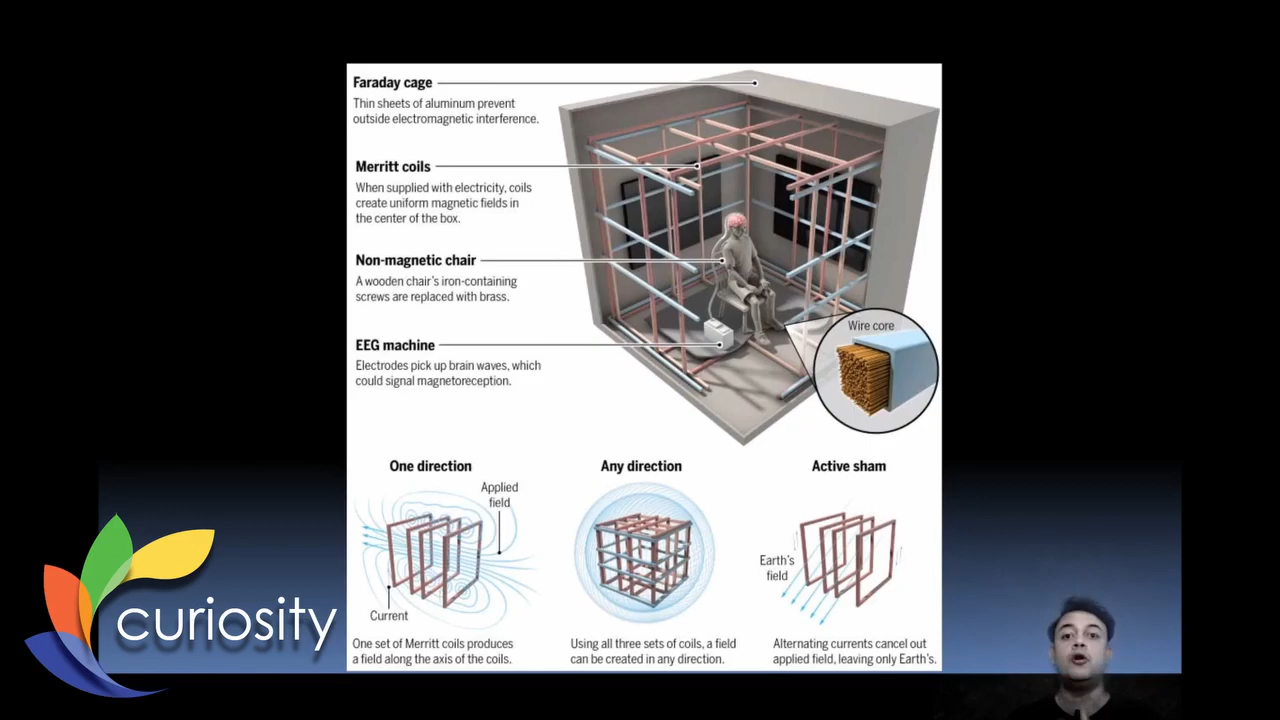 Faraday cage
Thin sheets of aluminum prevent
outside electromagnetic interference.
Merritt coils
When supplied with electricity, coils
create uniform magnetic fields in
the center of the box.
Non-magnetic chair
A wooden chair's iron-containing
screws are replaced with brass.
EEG machine
Electrodes pick up brain waves, which
could signal magnetoreception.
Wire core
One direction
Applied
field
Current
One set of Merritt coils produces
a field along the axis of the coils.
Any direction
Using all three sets of coils, a field
can be created in any direction.
Active sham
Earth's
field
Alternating currents cancel out
applied field, leaving only Earth's.
curiosity